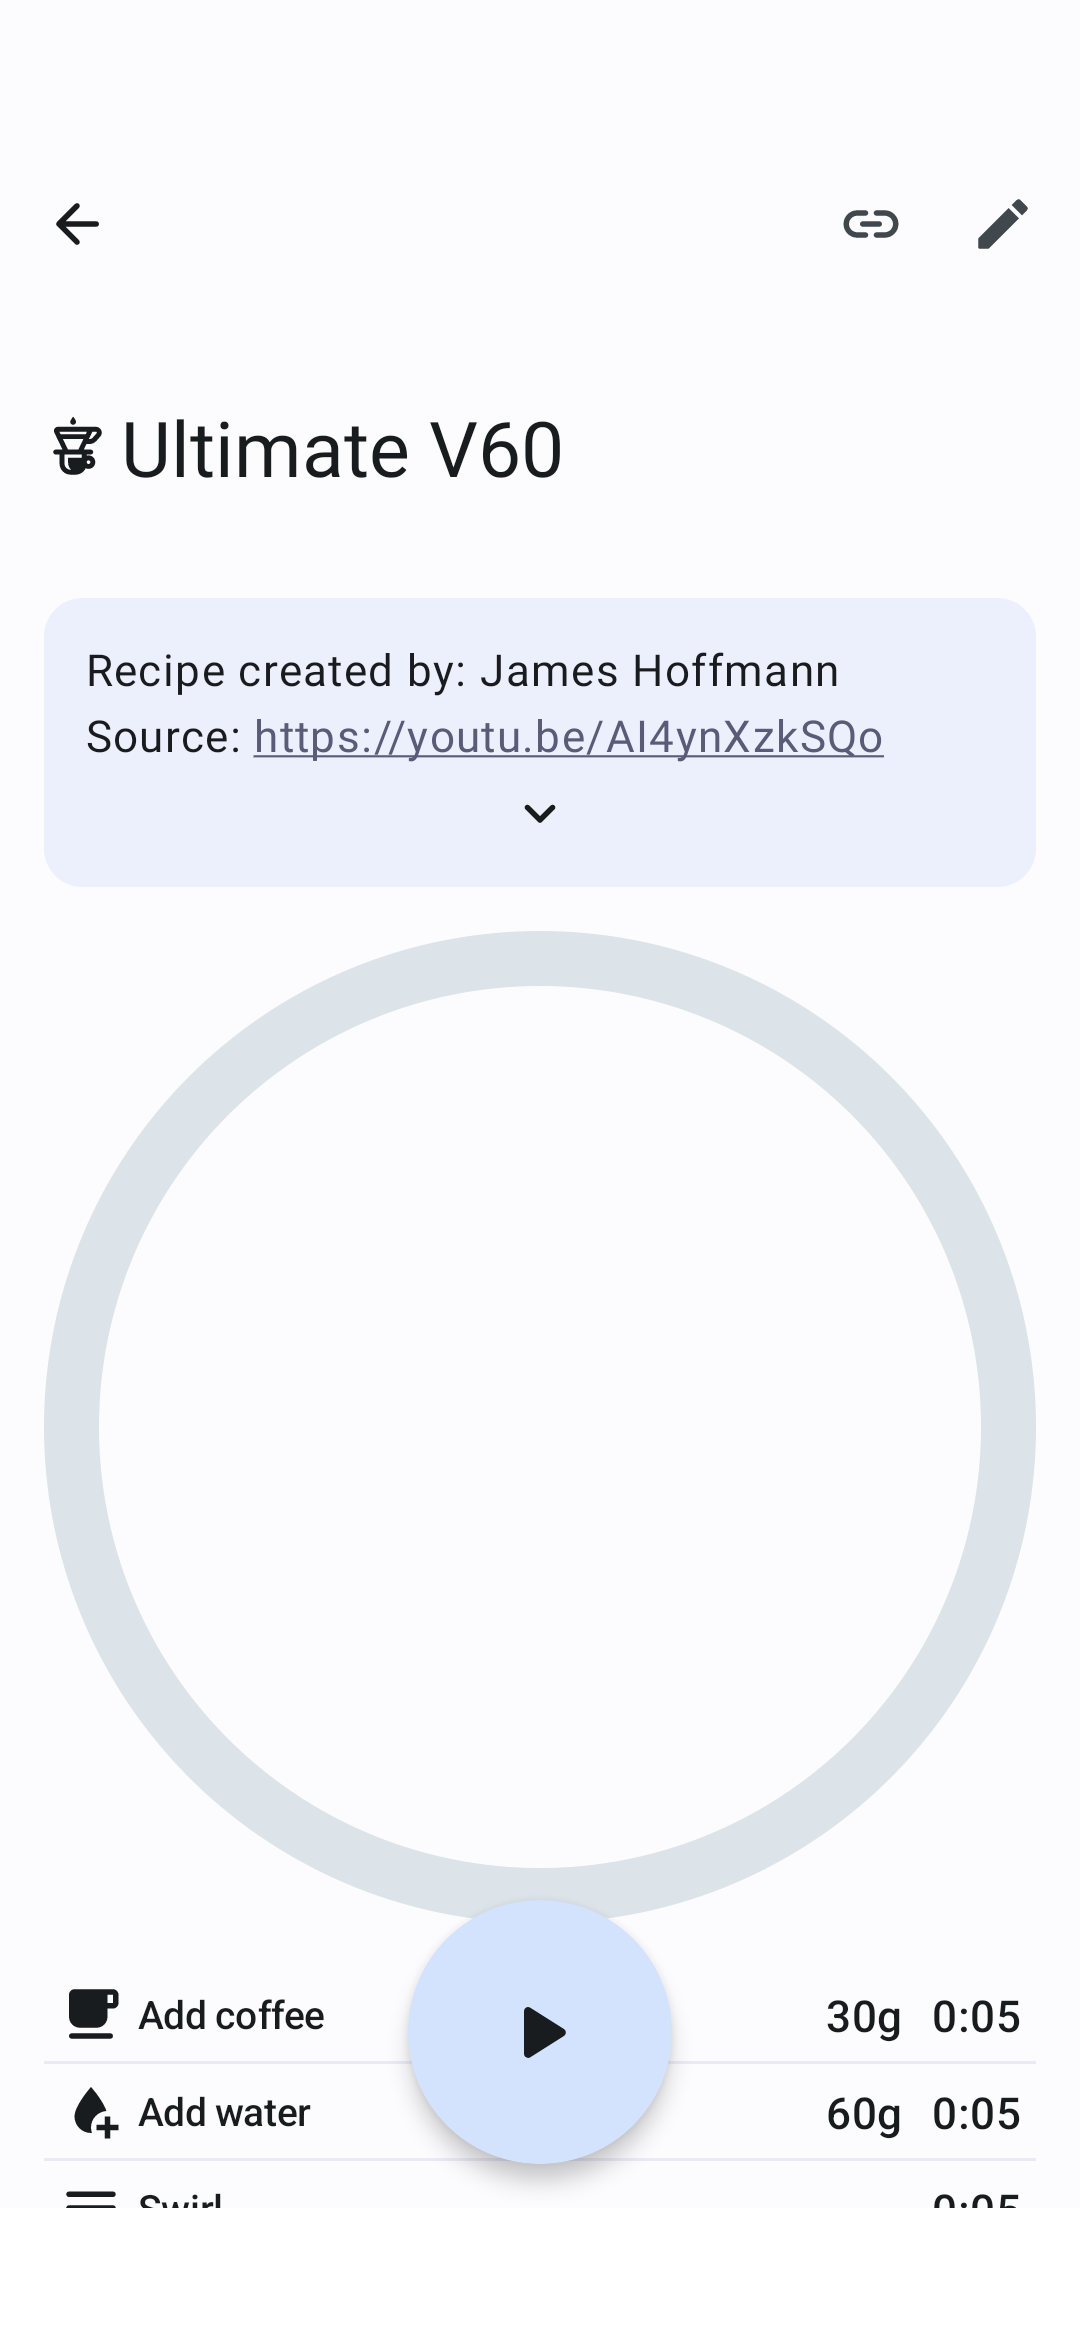 Ultimate V60
Recipe created by: James Hoffmann
Source: https://youtu.be/AI4ynXzkSQo
Add coffee 30g 0:05
Add water 60g 0:05
Swirl 0:05